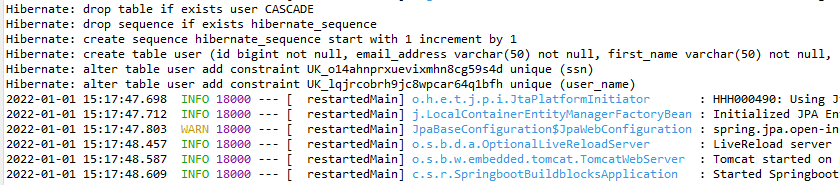 Hibernate: drop table if exists user CASCADE
Hibernate: drop sequence if exists hibernate_sequence
Hibernate: create sequence hibernate_sequence start with 1 increment by 1
Hibernate: create table user (id bigint not null, email_address varchar(50) not null, first_name varchar(50) not null,
Hibernate: alter table user add constraint UK_o14ahnprxuevixmhn8cg59s4d unique (ssn)
Hibernate: alter table user add constraint UK_lqjrcobrh9jc8wpcar64q1bfh unique (user_name)
2022-01-01 15:17:47.698 INFO 18000 --- [ restartedMain] o.h.e.t.j.p.i.JtaPlatformInitiator : HHH000490: Using J
2022-01-01 15:17:47.712 INFO 18000 --- [ restartedMain] j.LocalContainerEntityManagerFactoryBean : Initialized JPA En
2022-01-01 15:17:47.803 WARN 18000 --- [ restartedMain] JpaBaseConfiguration$JpaWebConfiguration : spring.jpa.open-in
2022-01-01 15:17:48.457 INFO 18000 --- [ restartedMain] o.s.b.d.a.OptionalLiveReloadServer : LiveReload server
2022-01-01 15:17:48.587 INFO 18000 --- [ restartedMain] o.s.b.w.embedded.tomcat.TomcatWebServer : Tomcat started on
2022-01-01 15:17:48.609 INFO 18000 --- [ restartedMain] c.s.r.SpringbootBuildblocksApplication : Started Springboot